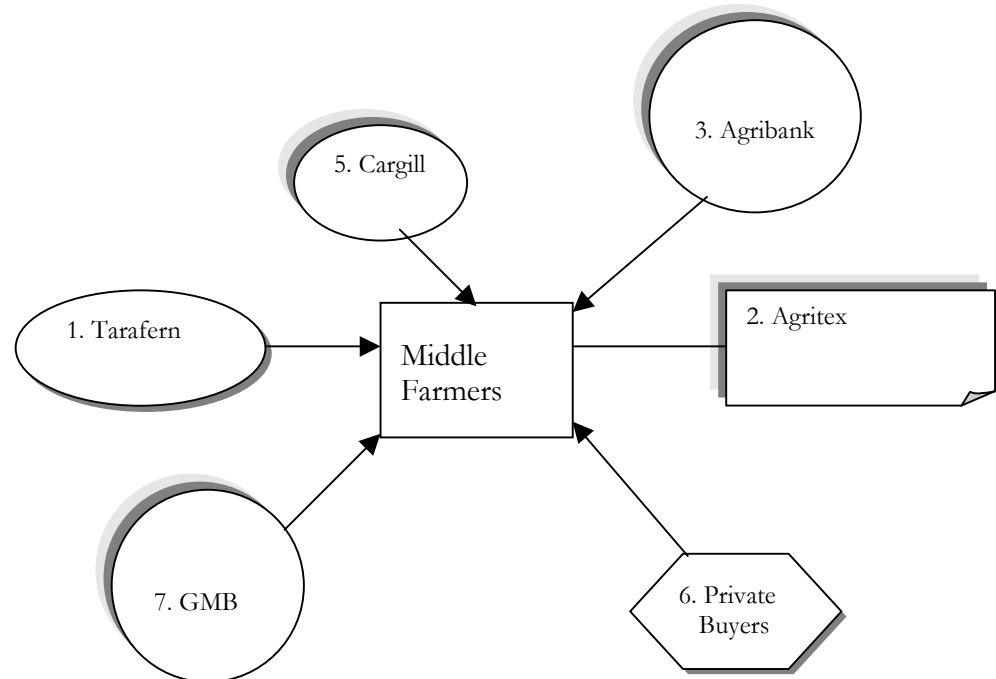 3. Agribank
5. Cargill
2. Agritex
1. Tarafern
Middle
Farmers
7. GMB
6. Private
Buyers